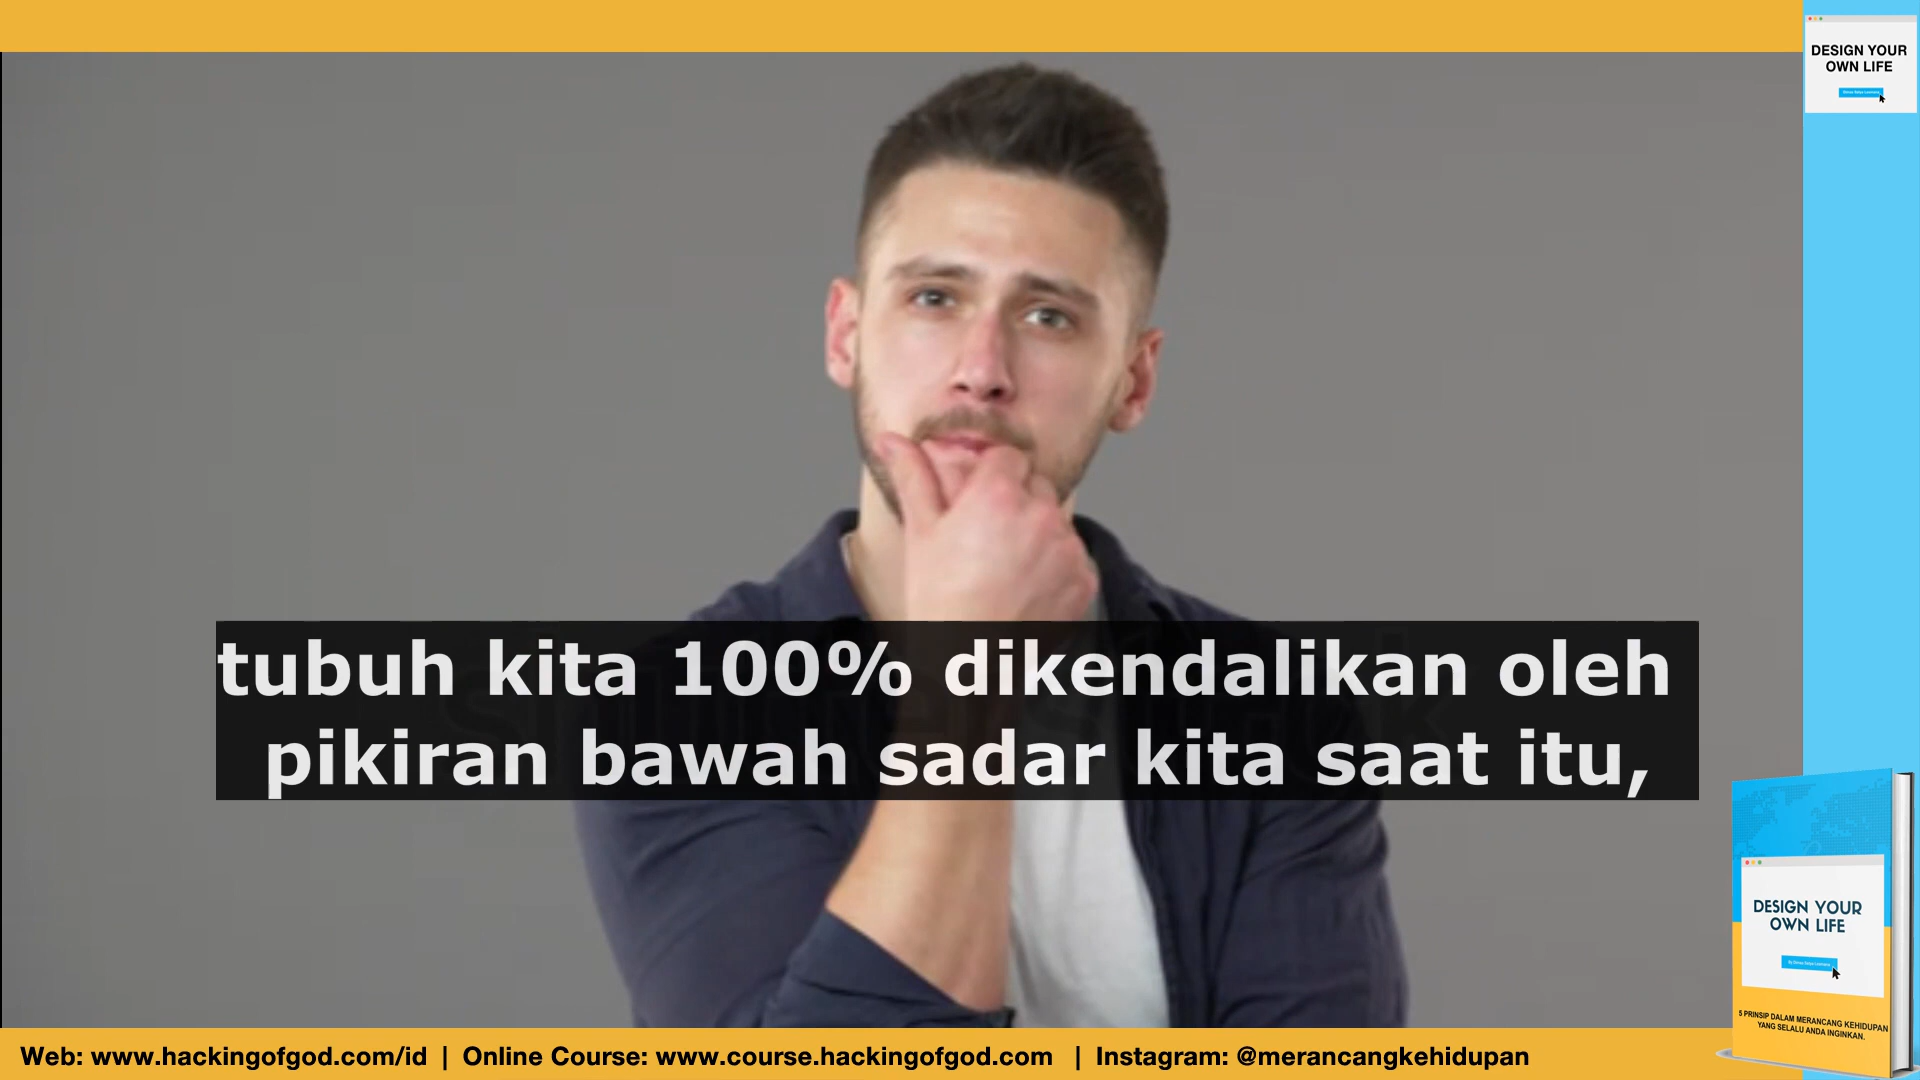 DESIGN YOUR
OWN LIFE
tubuh kita 100% dikendalikan oleh
pikiran bawah sadar kita saat itu,
DESIGN YOUR
OWN LIFE
5 PRINSIP DALAM MERANCANG KEHIDUPAN
YANG SELALU ANDA INGINKAN.
Web: www.hackingofgod.com/id | Online Course: www.course.hackingofgod.com | Instagram: @merancangkehidupan